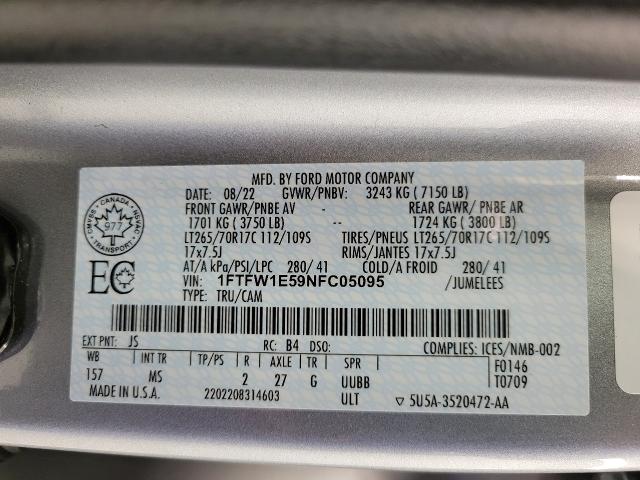 MFD. BY FORD MOTOR COMPANY
DATE: 08/22 GVWR/PNBV: 3243 KG ( 7150 LB)
FRONT GAWR/PNBE AV - REAR GAWR/ PNBE AR
1701 KG ( 3750 LB) - 1724 KG ( 3800 LB)
LT265/70R17C 112/109S TIRES/PNEUS LT265/70R17C 112/109S
17x7.5J RIMS/JANTES 17x7.5J
AT/A kPa/PSI/LPC 280/ 41 COLD/A FROID 280/ 41
VIN: 1FTFW1E59NFC05095 /JUMELEES
TYPE: TRU/CAM
CANADA
977
TRANSPORT
EC
EXT PNT: JS RC: B4 DSO: COMPLIES: ICES/NMB-002
WB INT TR TP/PS R AXLE TR SPR F0146
157 MS 2 27 G UUBB T0709
MADE IN U.S.A. 2202208314603 ULT ▽ 5U5A-3520472-AA